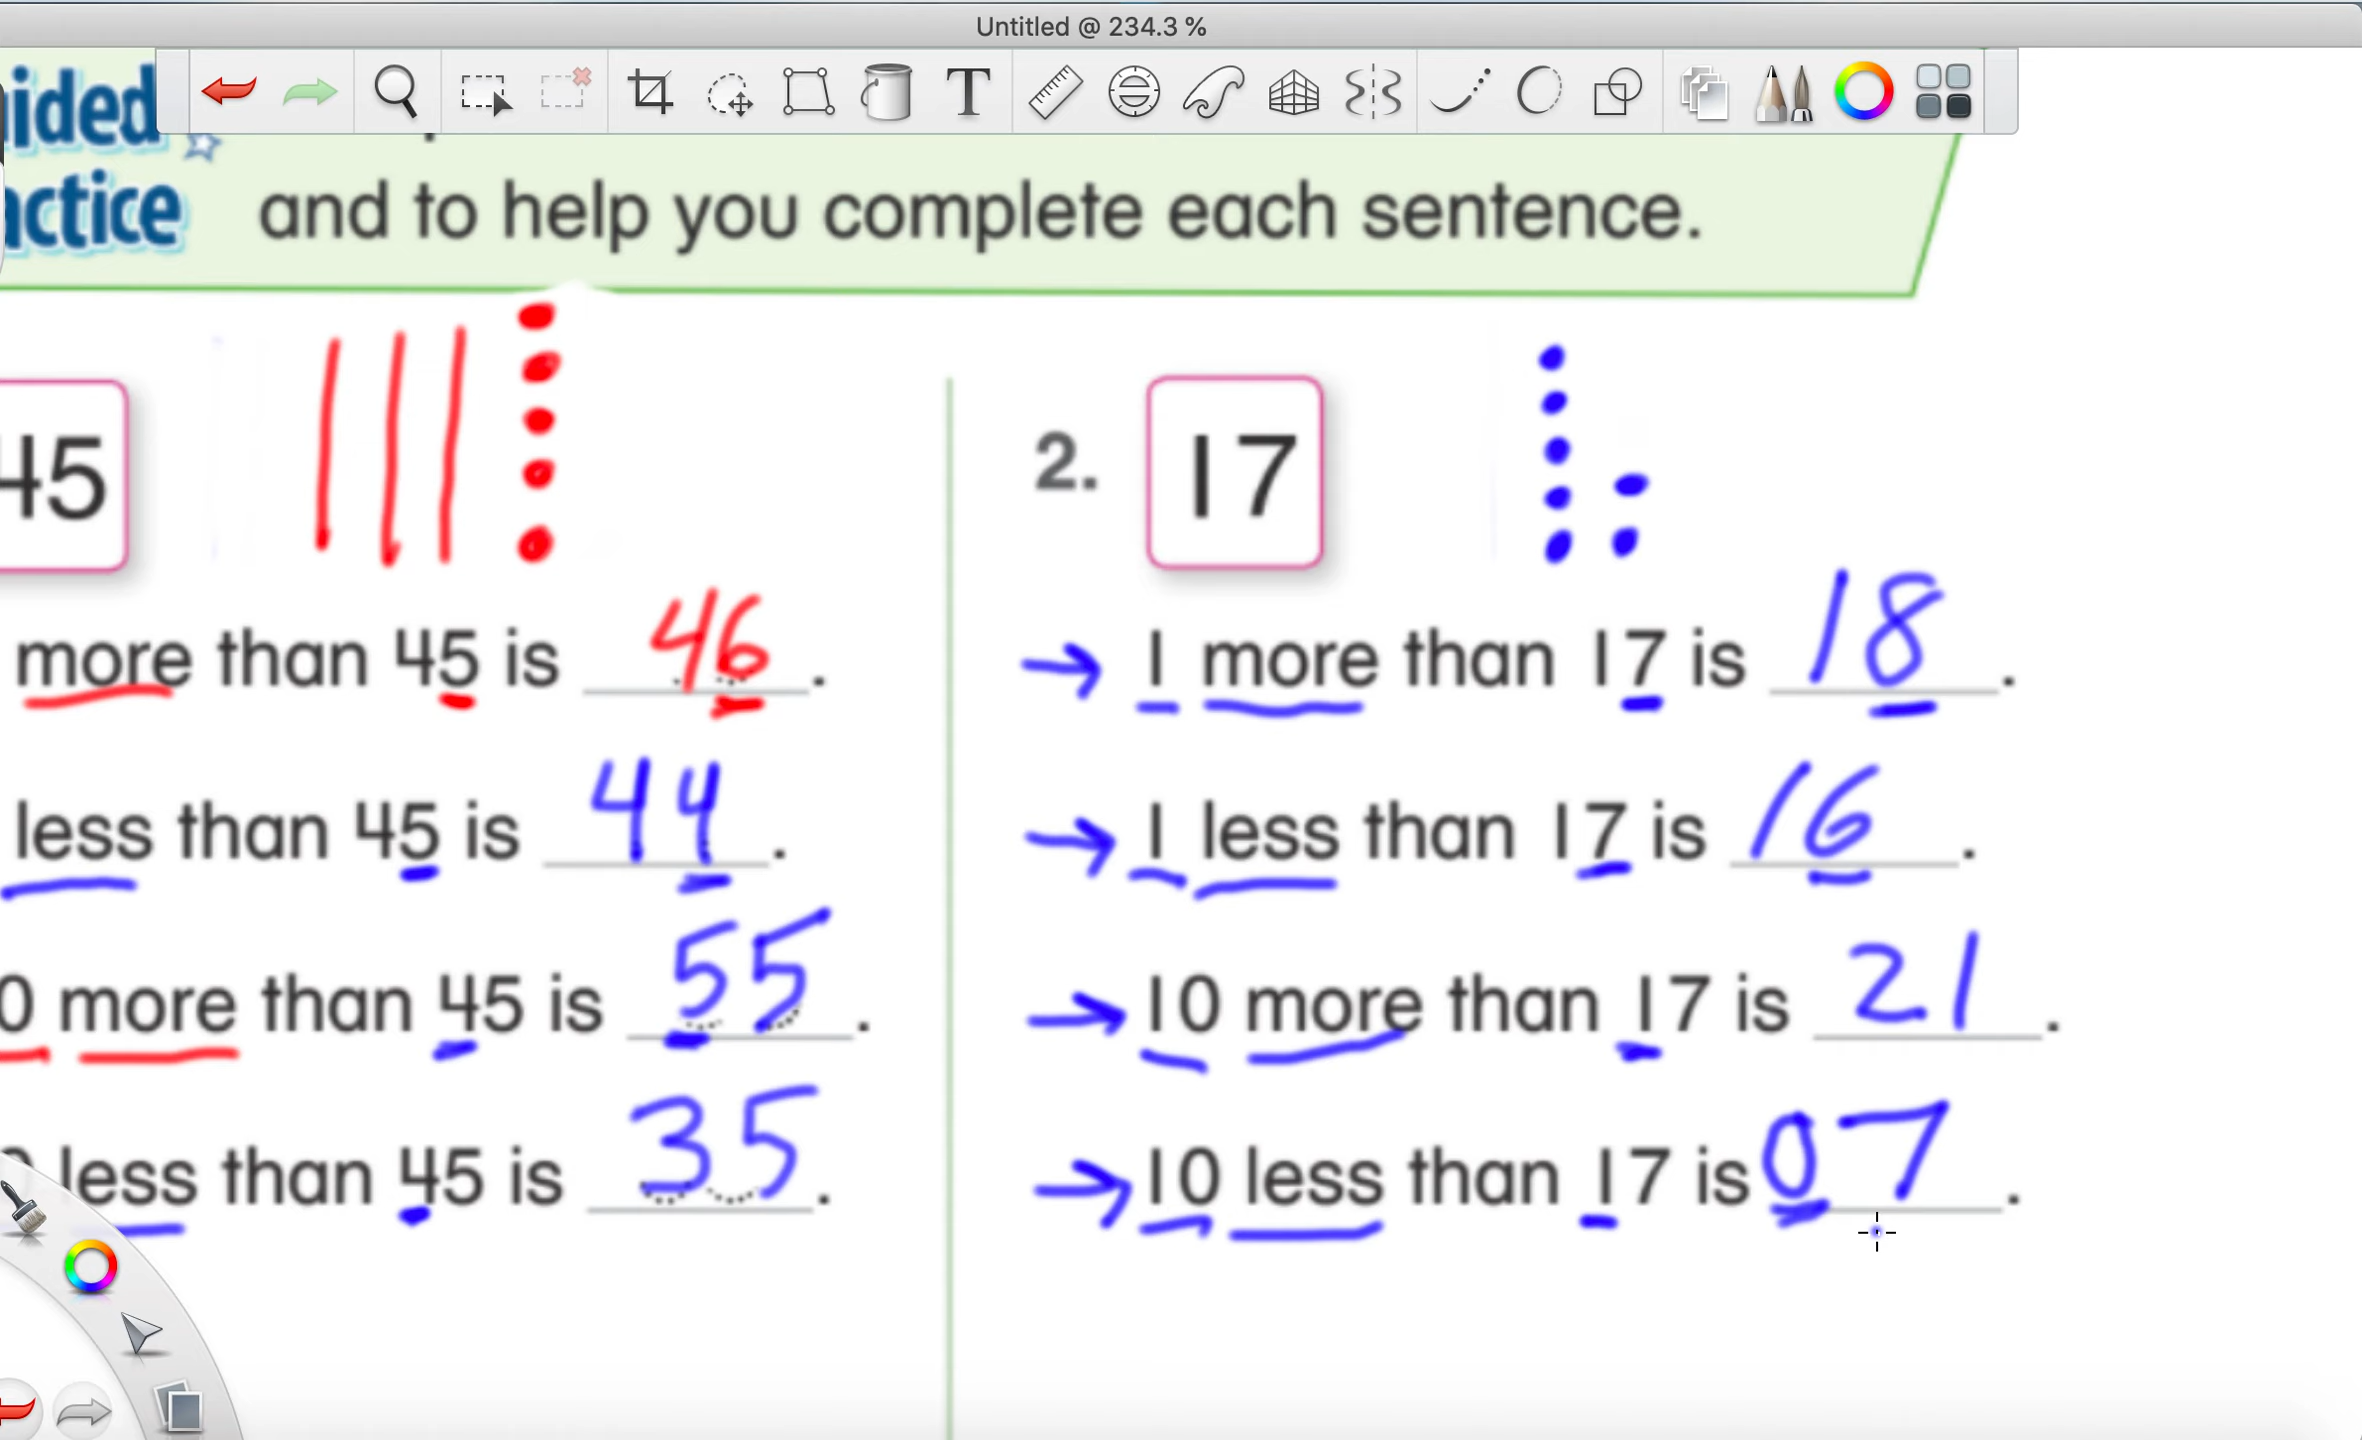 Untitled @ 234.3 %
ided
actice
and to help you complete each sentence.
45
more than 45 is 46.
less than 45 is 44.
0 more than 45 is 55.
less than 45 is 35.
2. 17
1 more than 17 is 18.
1 less than 17 is 16.
10 more than 17 is 21.
10 less than 17 is 07.